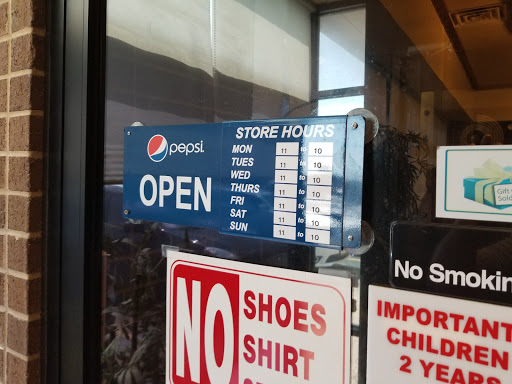 pepsi
OPEN
STORE HOURS
MON 11 to 10
TUES 11 to 10
WED 11 to 10
THURS 11 to 10
FRI 11 to 10
SAT 11 to 10
SUN 11 to 10
Gift
Sold
No Smokin
NO
SHOES
SHIRT
IMPORTANT
CHILDREN
2 YEARS